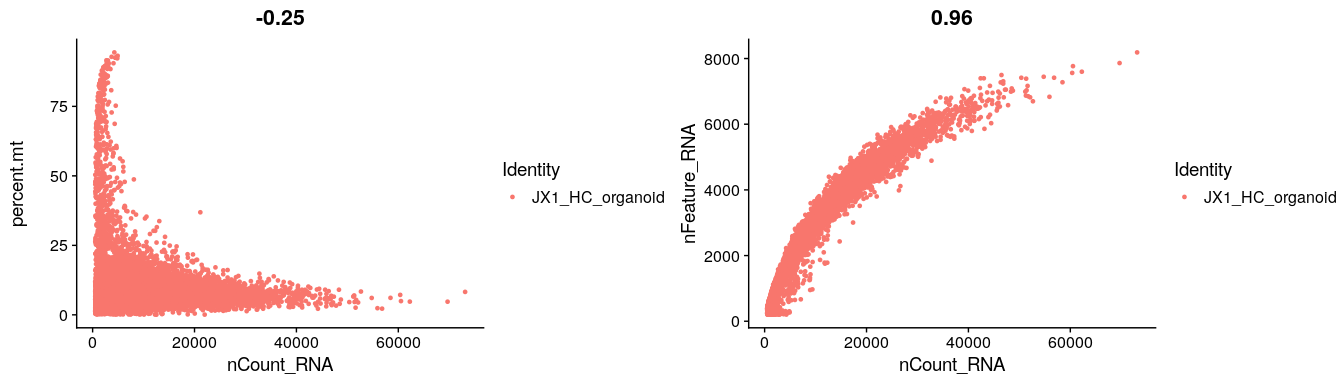 -0.25
percent.mt
75
50
25
0
0 20000 40000 60000
nCount_RNA
Identity
JX1_HC_organoid
0.96
nFeature_RNA
8000
6000
4000
2000
0
0 20000 40000 60000
nCount_RNA
Identity
JX1_HC_organoid